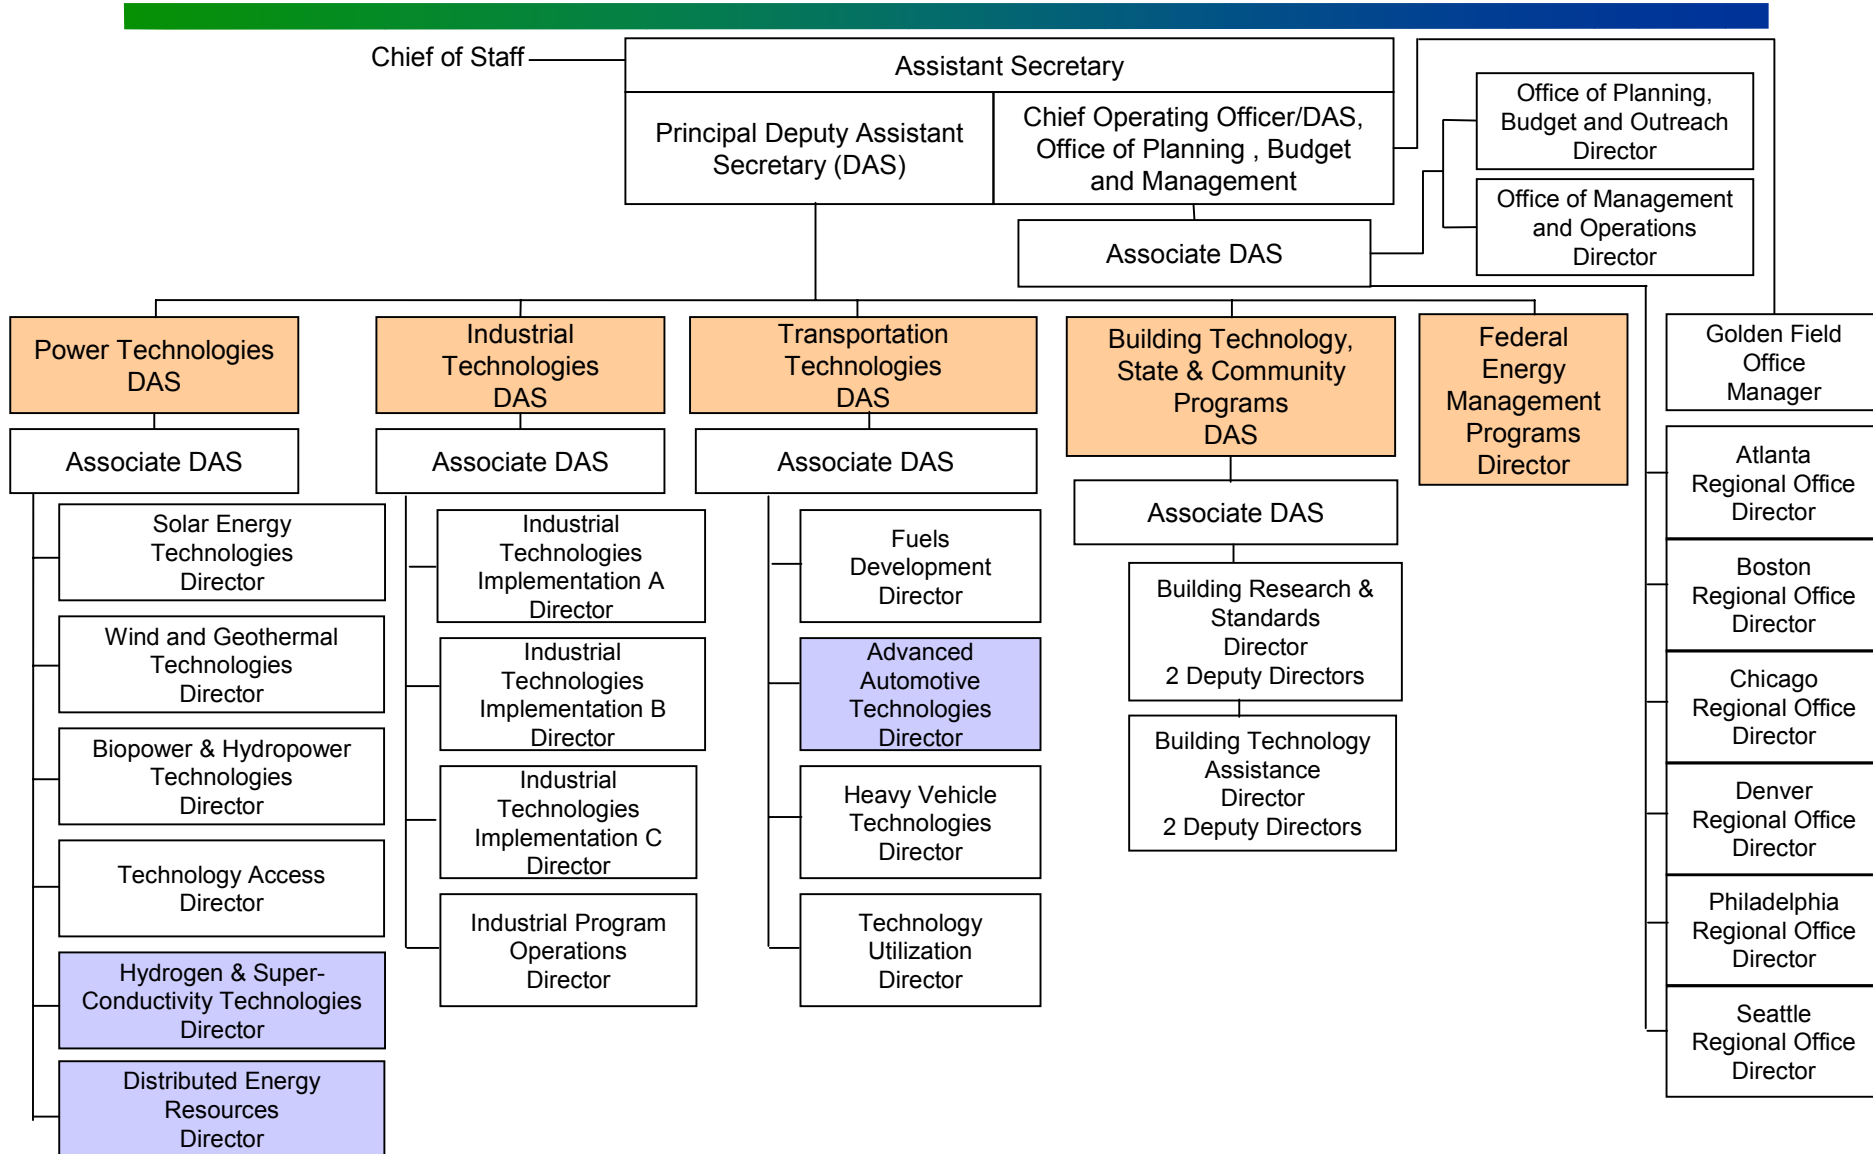 Chief of Staff
Assistant Secretary
Principal Deputy Assistant
Secretary (DAS)
Chief Operating Officer/DAS,
Office of Planning , Budget
and Management
Associate DAS
Office of Planning,
Budget and Outreach
Director
Office of Management
and Operations
Director
Power Technologies
DAS
Associate DAS
Solar Energy
Technologies
Director
Wind and Geothermal
Technologies
Director
Biopower & Hydropower
Technologies
Director
Technology Access
Director
Hydrogen & Super-
Conductivity Technologies
Director
Distributed Energy
Resources
Director
Industrial
Technologies
DAS
Associate DAS
Industrial
Technologies
Implementation A
Director
Industrial
Technologies
Implementation B
Director
Industrial
Technologies
Implementation C
Director
Industrial Program
Operations
Director
Transportation
Technologies
DAS
Associate DAS
Fuels
Development
Director
Advanced
Automotive
Technologies
Director
Heavy Vehicle
Technologies
Director
Technology
Utilization
Director
Building Technology,
State & Community
Programs
DAS
Associate DAS
Building Research &
Standards
Director
2 Deputy Directors
Building Technology
Assistance
Director
2 Deputy Directors
Federal
Energy
Management
Programs
Director
Golden Field
Office
Manager
Atlanta
Regional Office
Director
Boston
Regional Office
Director
Chicago
Regional Office
Director
Denver
Regional Office
Director
Philadelphia
Regional Office
Director
Seattle
Regional Office
Director